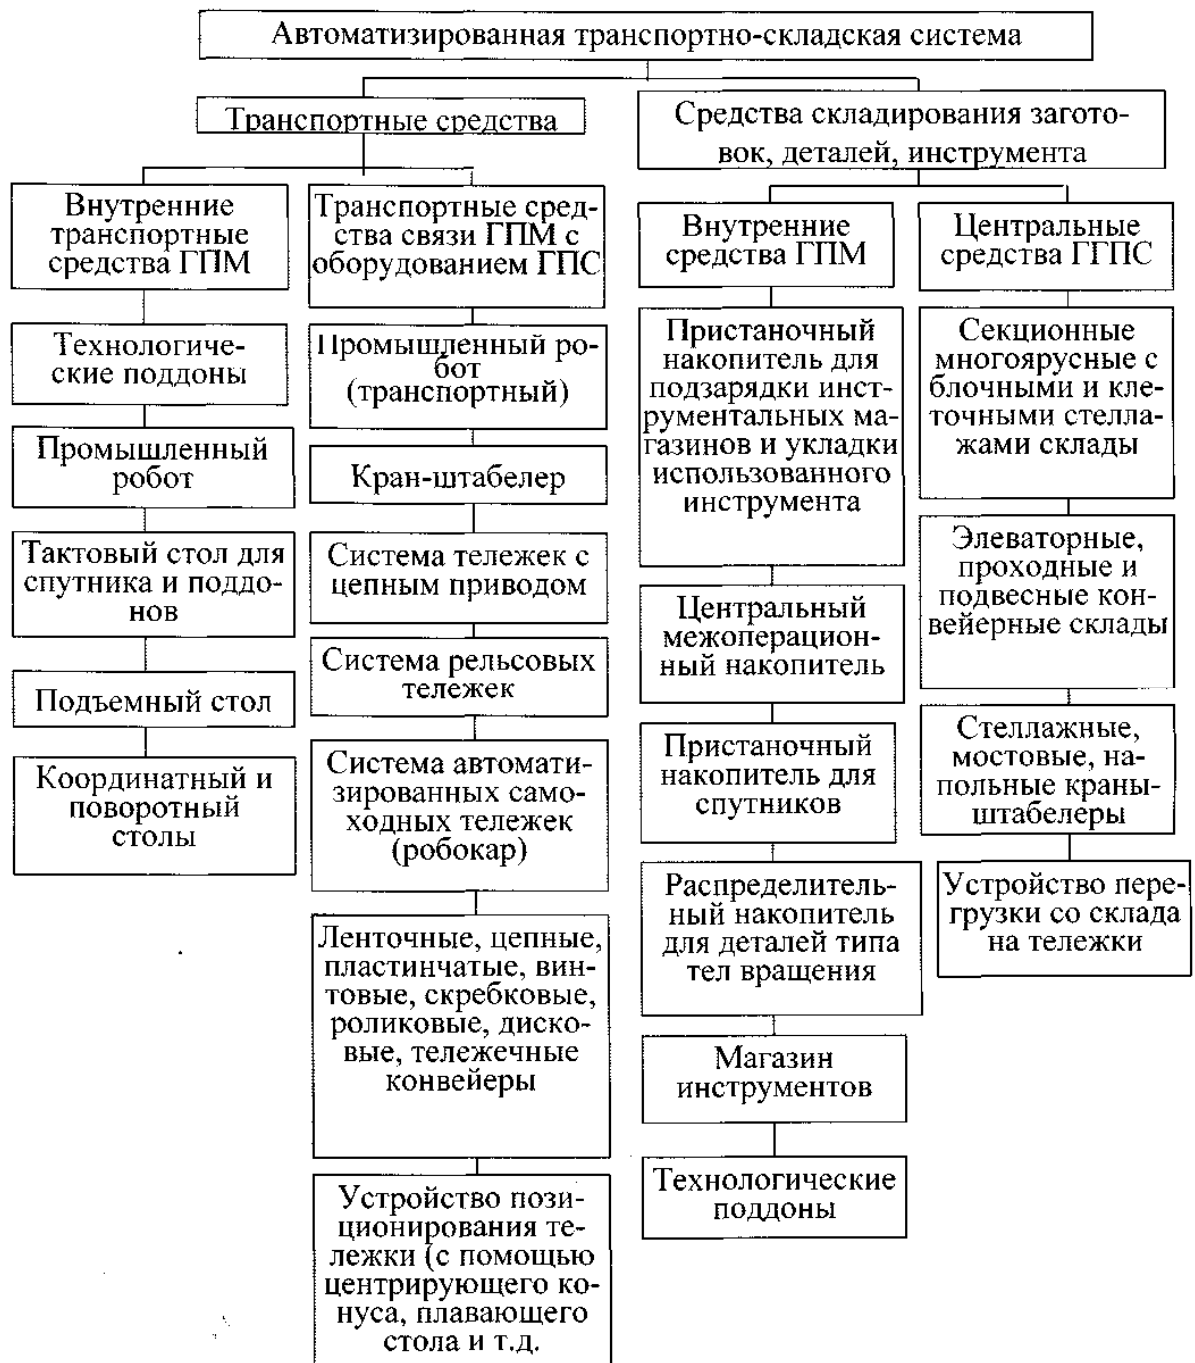 Автоматизированная транспортно-складская система
Транспортные средства
Средства складирования загото-
вок, деталей, инструмента
Внутренние
транспортные
средства ГПМ
Транспортные сред-
ства связи ГПМ с
оборудованием ГПС
Внутренние
средства ГПМ
Центральные
средства ГГПС
Технологиче-
ские поддоны
Промышленный
робот
Тактовый стол для
спутника и поддо-
нов
Подъемный стол
Координатный и
поворотный
столы
Промышленный ро-
бот
(транспортный)
Кран-штабелер
Система тележек с
цепным приводом
Система рельсовых
тележек
Система автомати-
зированных само-
ходных тележек
(робокар)
Ленточные, цепные,
пластинчатые, вин-
товые, скребковые,
роликовые, диско-
вые, тележечные
конвейеры
Устройство пози-
ционирования те-
лежки (с помощью
центрирующего ко-
нуса, плавающего
стола и т.д.
Пристаночный
накопитель для
подзарядки инст-
рументальных ма-
газинов и укладки
использованного
инструмента
Центральный
межоперацион-
ный накопитель
Пристаночный
накопитель для
спутников
Распределитель-
ный накопитель
для деталей типа
тел вращения
Магазин
инструментов
Технологические
поддоны
Секционные
многоярусные с
блочными и кле-
точными стелла-
жами склады
Элеваторные,
проходные и
подвесные кон-
вейерные склады
Стеллажные,
мостовые, на-
польные краны-
штабелеры
Устройство пере-
грузки со склада
на тележки